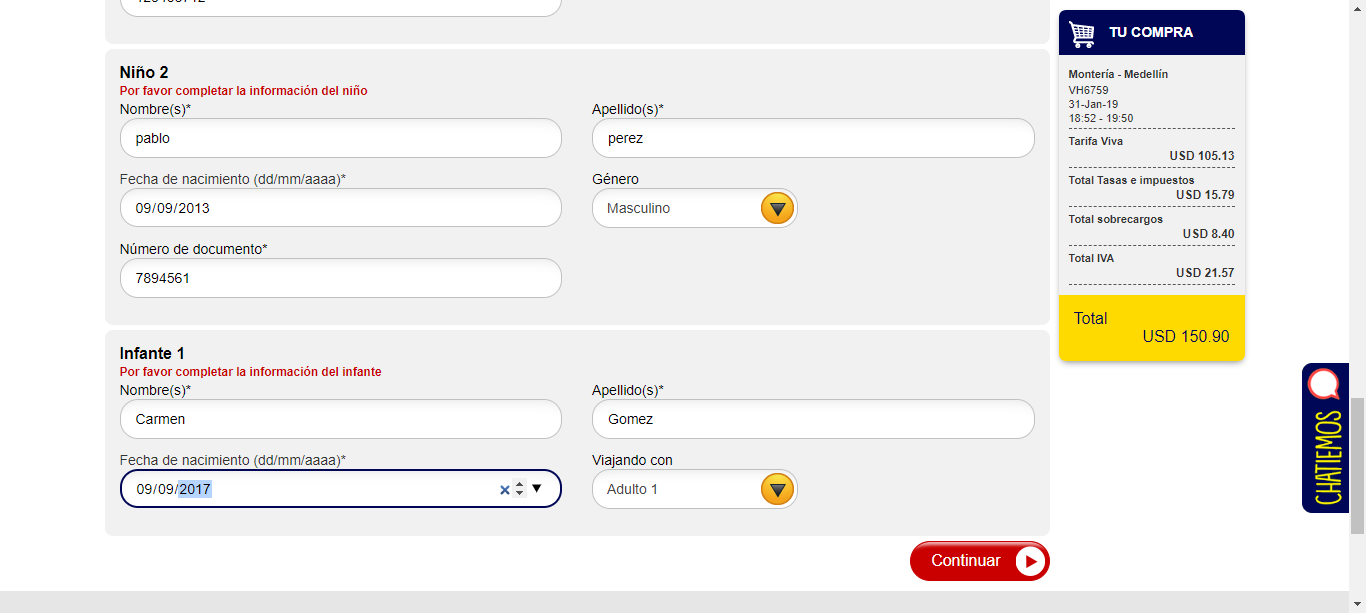 Niño 2
Por favor completar la información del niño
Nombre(s)* Apellido(s)*
pablo perez
Fecha de nacimiento (dd/mm/aaaa)* Género
09/09/2013 Masculino
Número de documento*
7894561
Infante 1
Por favor completar la información del infante
Nombre(s)* Apellido(s)*
Carmen Gomez
Fecha de nacimiento (dd/mm/aaaa)* Viajando con
09/09/2017 Adulto 1
Continuar
TU COMPRA
Montería - Medellín
VH6759
31-Jan-19
18:52 - 19:50
Tarifa Viva
USD 105.13
Total Tasas e impuestos
USD 15.79
Total sobrecargos
USD 8.40
Total IVA
USD 21.57
Total
USD 150.90
CHATIEMOS